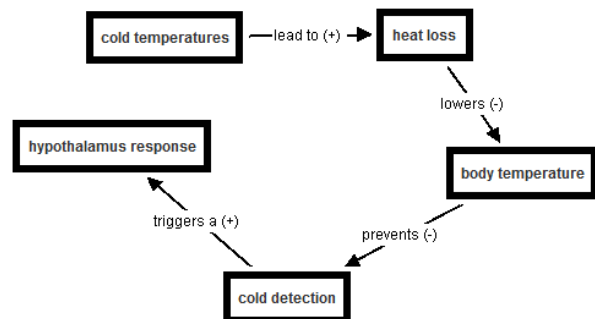 cold temperatures
lead to (+)
heat loss
lowers (-)
hypothalamus response
body temperature
triggers a (+)
prevents (-)
cold detection